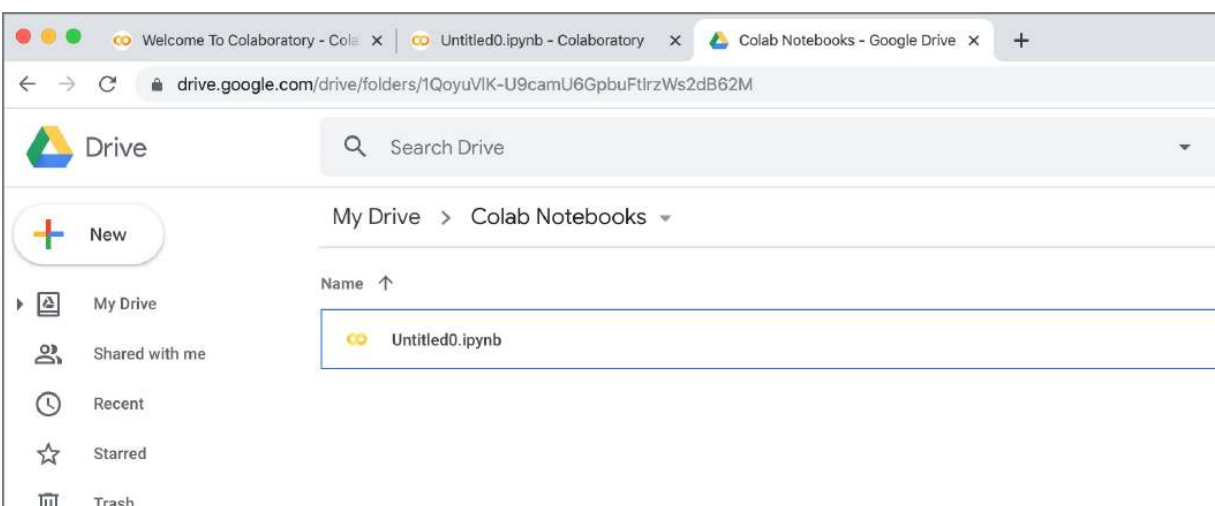 Welcome To Colaboratory - Cola
Untitled0.ipynb - Colaboratory
Colab Notebooks - Google Drive
drive.google.com/drive/folders/1QoyuVlK-U9camU6GpbuFtIrzWs2dB62M
Drive
Search Drive
New
My Drive > Colab Notebooks
Name
My Drive
Untitled0.ipynb
Shared with me
Recent
Starred
Trash